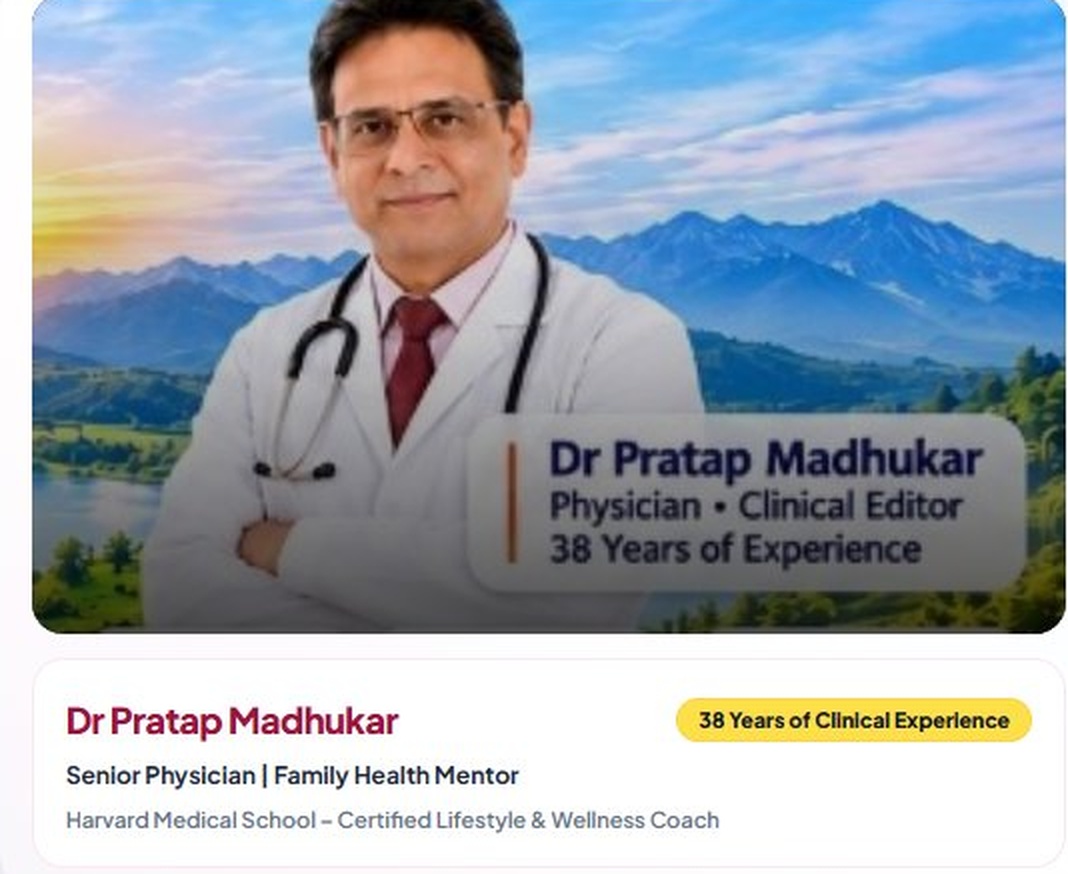 Dr Pratap Madhukar
Physician • Clinical Editor
38 Years of Experience
Dr Pratap Madhukar
38 Years of Clinical Experience
Senior Physician | Family Health Mentor
Harvard Medical School – Certified Lifestyle & Wellness Coach